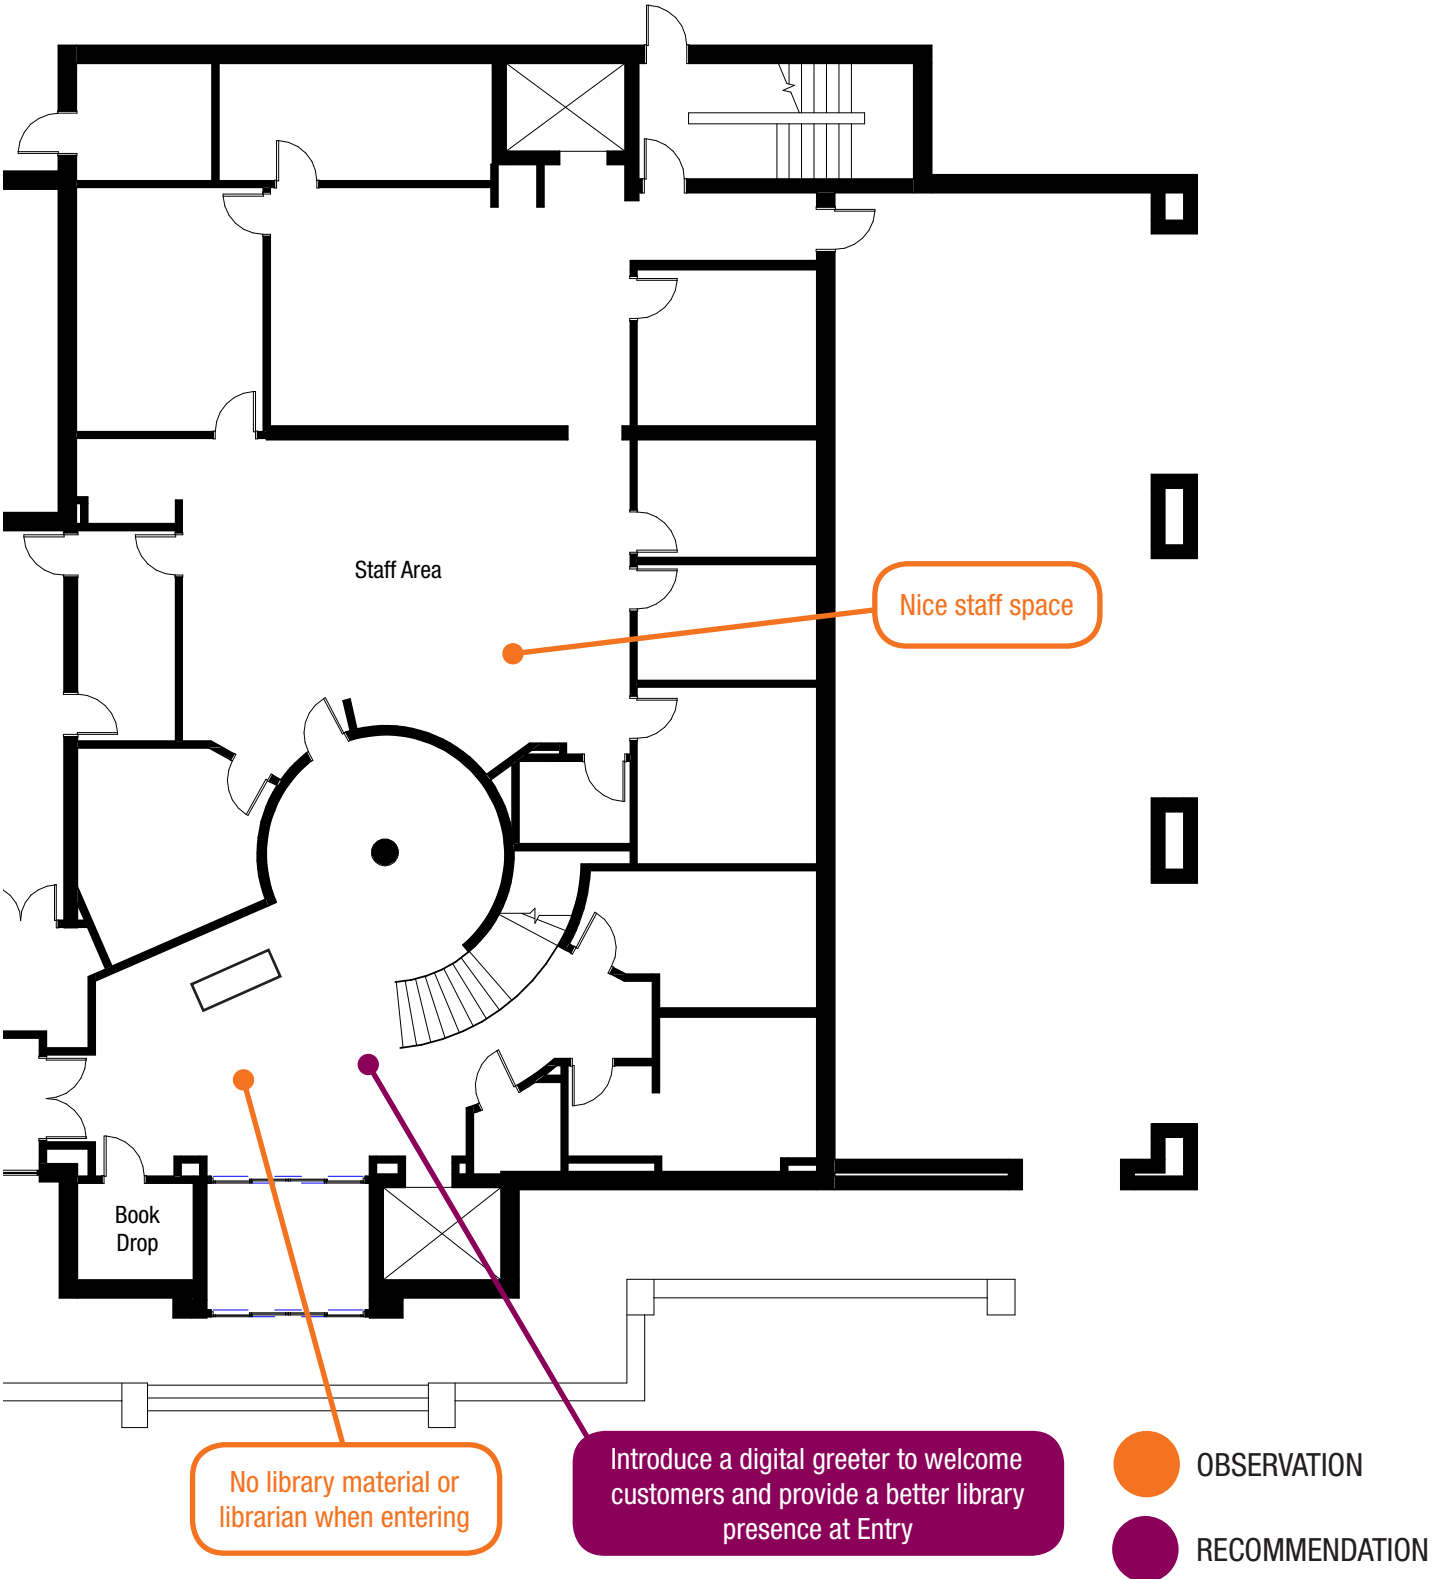 Staff Area
Nice staff space
Book
Drop
No library material or
librarian when entering
Introduce a digital greeter to welcome
customers and provide a better library
presence at Entry
OBSERVATION
RECOMMENDATION